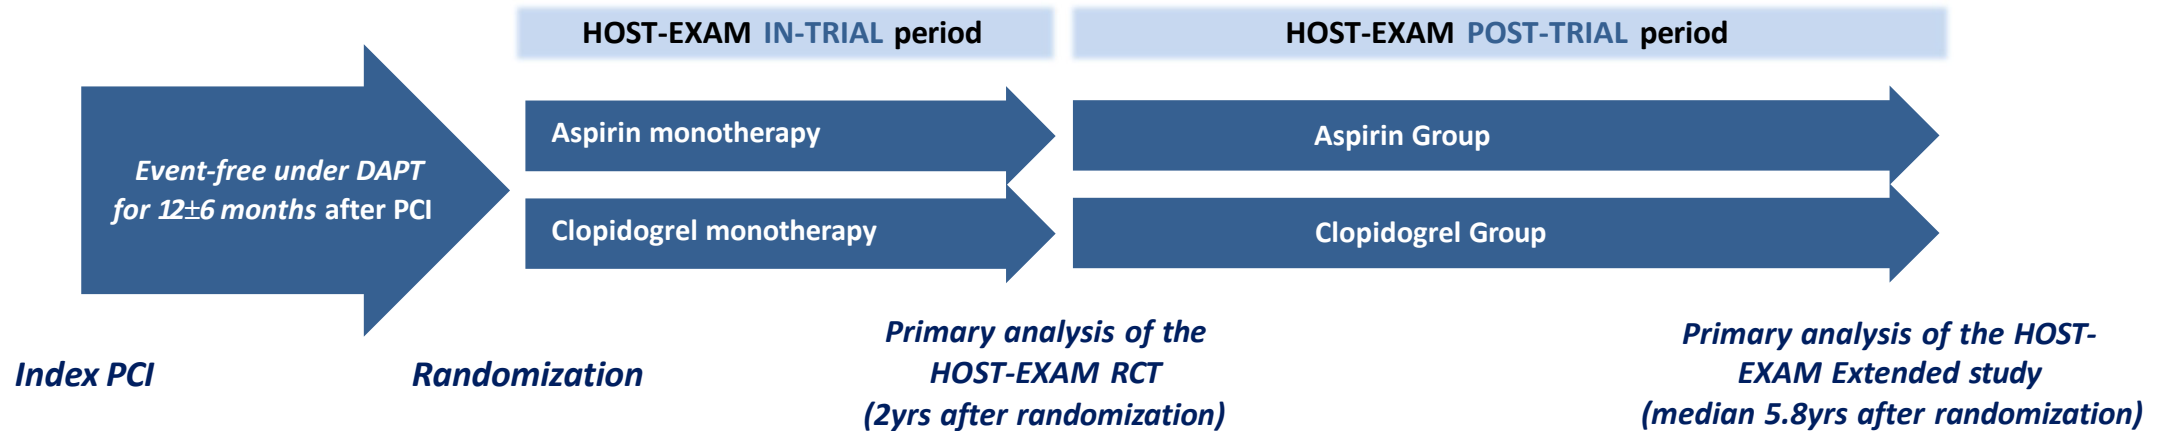 HOST-EXAM IN-TRIAL period
HOST-EXAM POST-TRIAL period
Event-free under DAPT
for 12±6 months after PCI
Aspirin monotherapy
Aspirin Group
Clopidogrel monotherapy
Clopidogrel Group
Index PCI
Randomization
Primary analysis of the
HOST-EXAM RCT
(2yrs after randomization)
Primary analysis of the HOST-
EXAM Extended study
(median 5.8yrs after randomization)